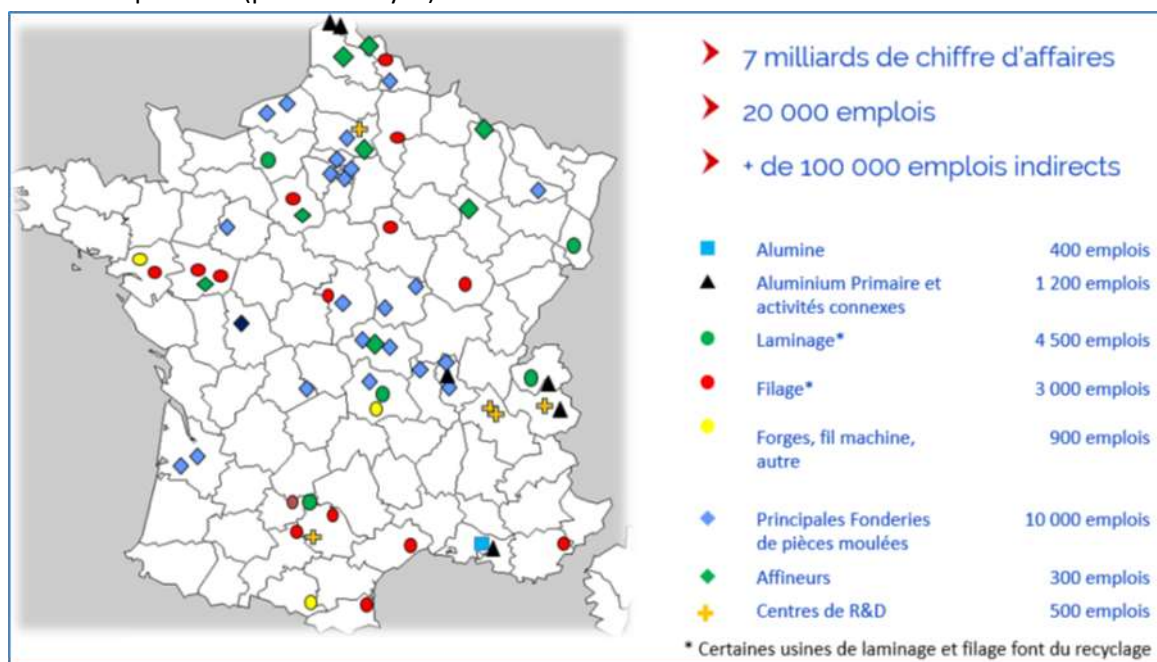 7 milliards de chiffre d'affaires
20 000 emplois
+ de 100 000 emplois indirects
Alumine 400 emplois
Aluminium Primaire et 1 200 emplois
activités connexes
Laminage* 4 500 emplois
Filage* 3 000 emplois
Forges, fil machine, 900 emplois
autre
Principales Fonderies 10 000 emplois
de pièces moulées
Affineurs 300 emplois
Centres de R&D 500 emplois
* Certaines usines de laminage et filage font du recyclage